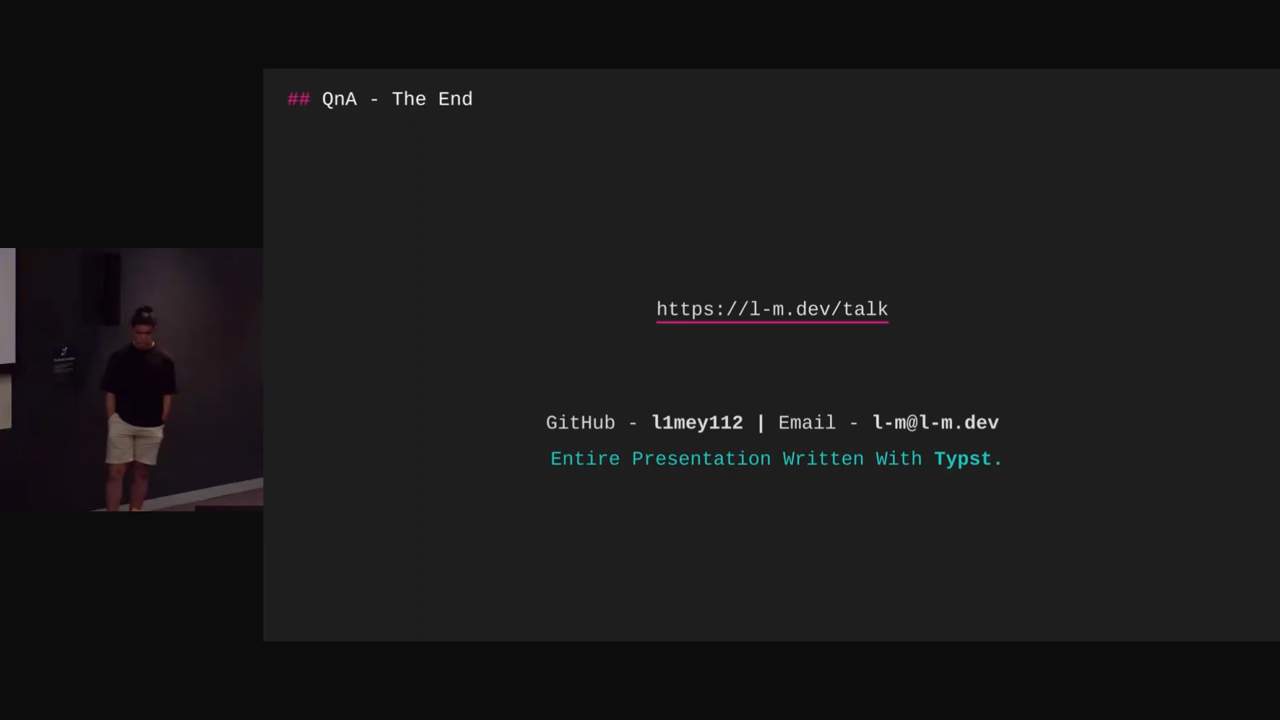 ## QnA - The End
https://l-m.dev/talk
GitHub - l1mey112 | Email - l-m@l-m.dev
Entire Presentation Written With Typst.